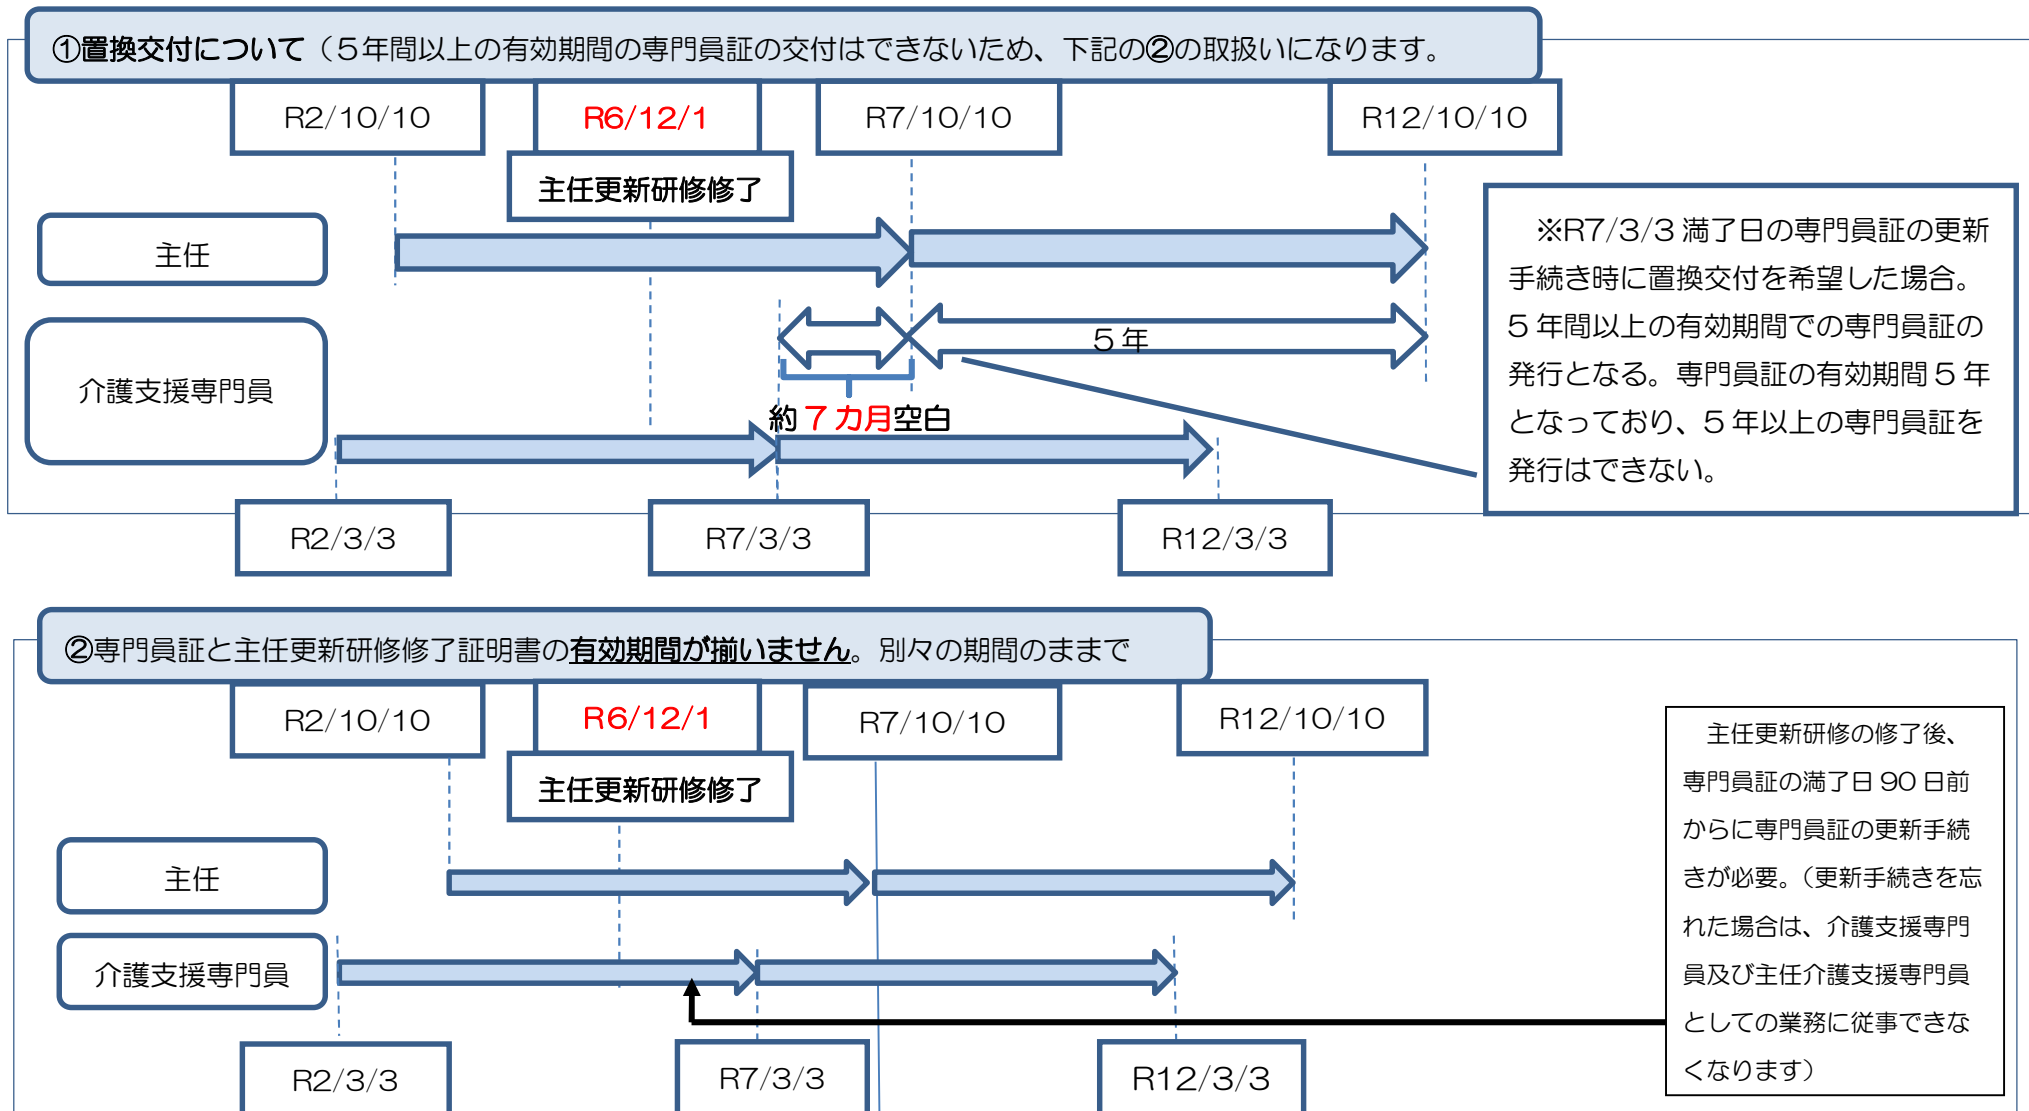 ①置換交付について（５年間以上の有効期間の専門員証の交付はできないため、下記の②の取扱いになります。
R2/10/10
R6/12/1
R7/10/10
R12/10/10
主任更新研修修了
主任
※R7/3/3 満了日の専門員証の更新
手続き時に置換交付を希望した場合。
５年間以上の有効期間での専門員証の
発行となる。専門員証の有効期間５年
となっており、５年以上の専門員証を
発行はできない。
５年
介護支援専門員
約７カ月空白
R2/3/3
R7/3/3
R12/3/3
②専門員証と主任更新研修修了証明書の有効期間が揃いません。別々の期間のままで
R2/10/10
R6/12/1
R7/10/10
R12/10/10
主任更新研修修了
主任
介護支援専門員
主任更新研修の修了後、
専門員証の満了日 90 日前
からに専門員証の更新手続
きが必要。（更新手続きを忘
れた場合は、介護支援専門
員及び主任介護支援専門員
としての業務に従事できな
くなります）
R2/3/3
R7/3/3
R12/3/3